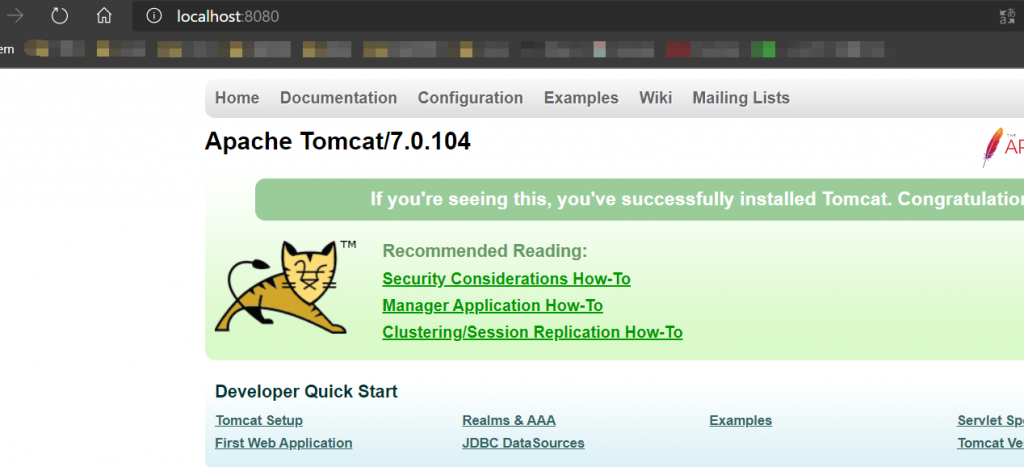 localhost:8080
ern
Home Documentation Configuration Examples Wiki Mailing Lists
Apache Tomcat/7.0.104
THE
AP
If you're seeing this, you've successfully installed Tomcat. Congratulation
TM
Recommended Reading:
Security Considerations How-To
Manager Application How-To
Clustering/Session Replication How-To
Developer Quick Start
Tomcat Setup Realms & AAA Examples Servlet Spe
First Web Application JDBC DataSources Tomcat Ve